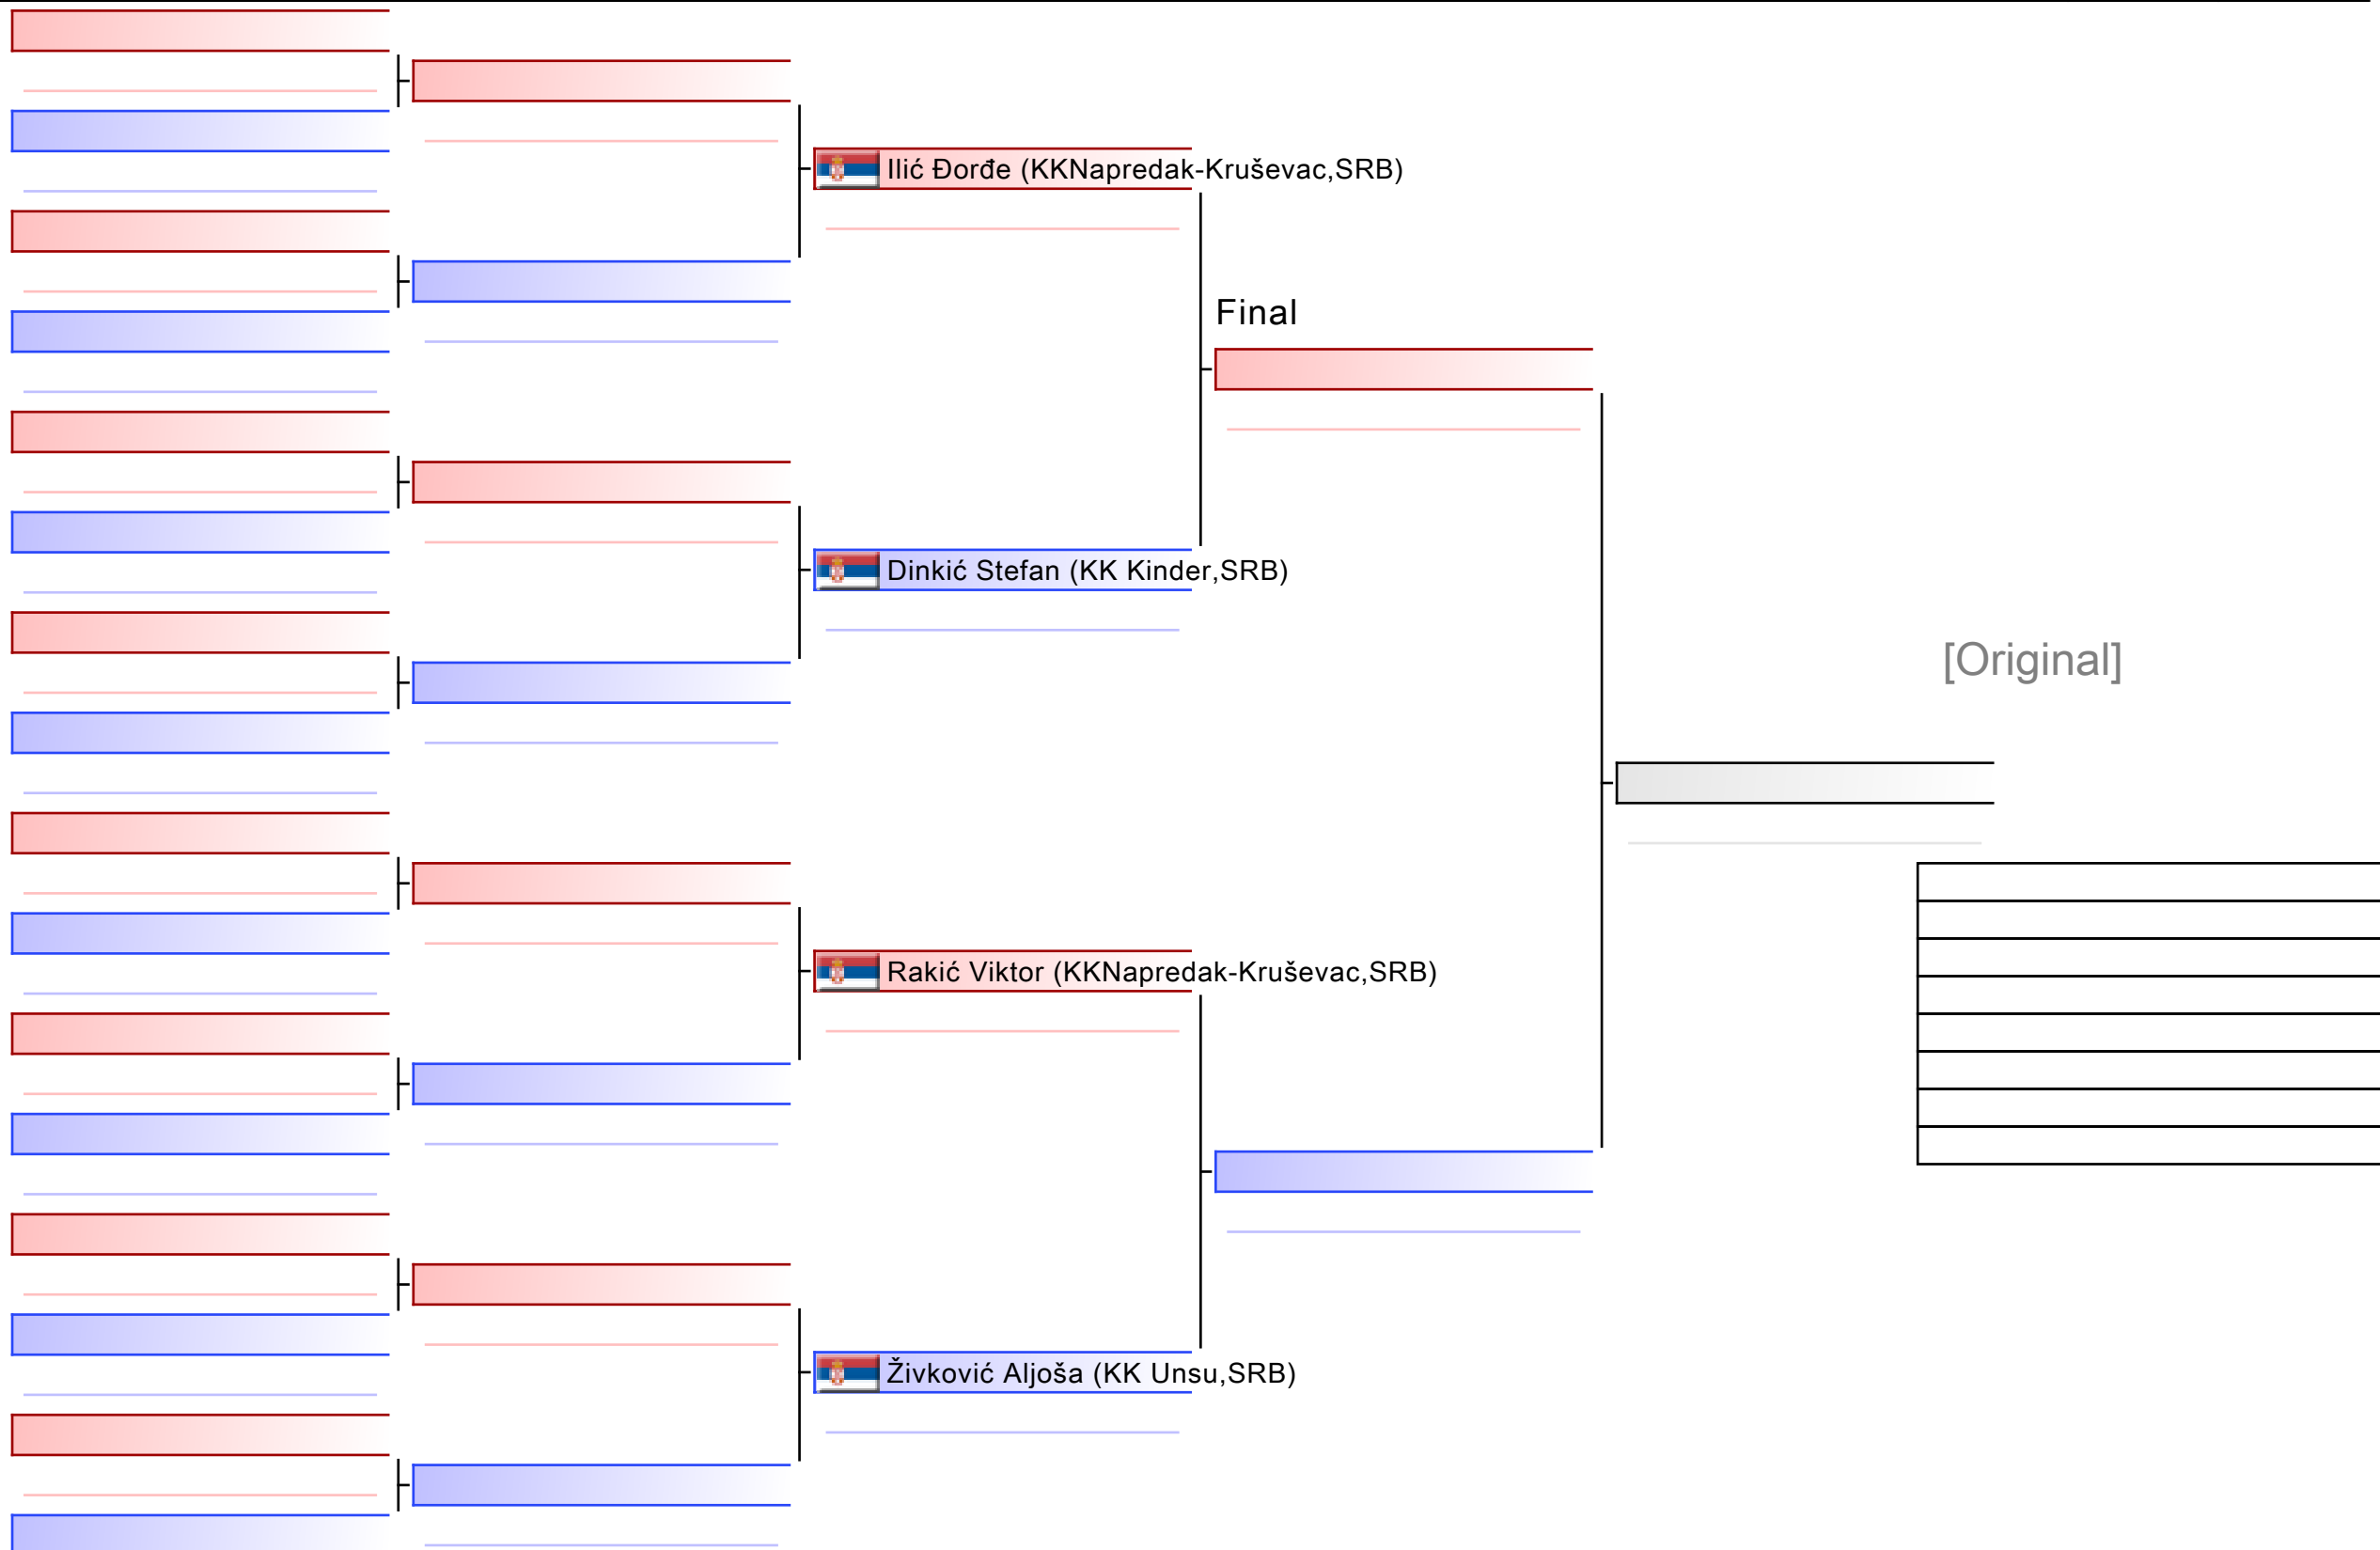 Ilić Đorđe (KKNapredak-Kruševac,SRB)
Final
Dinkić Stefan (KK Kinder,SRB)
[Original]
Rakić Viktor (KKNapredak-Kruševac,SRB)
Živković Aljoša (KK Unsu,SRB)